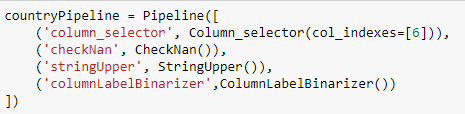 countryPipeline = Pipeline([
    ('column_selector', Column_selector(col_indexes=[6])),
    ('checkNan', CheckNan()),
    ('stringUpper', StringUpper()),
    ('columnLabelBinarizer',ColumnLabelBinarizer())
])